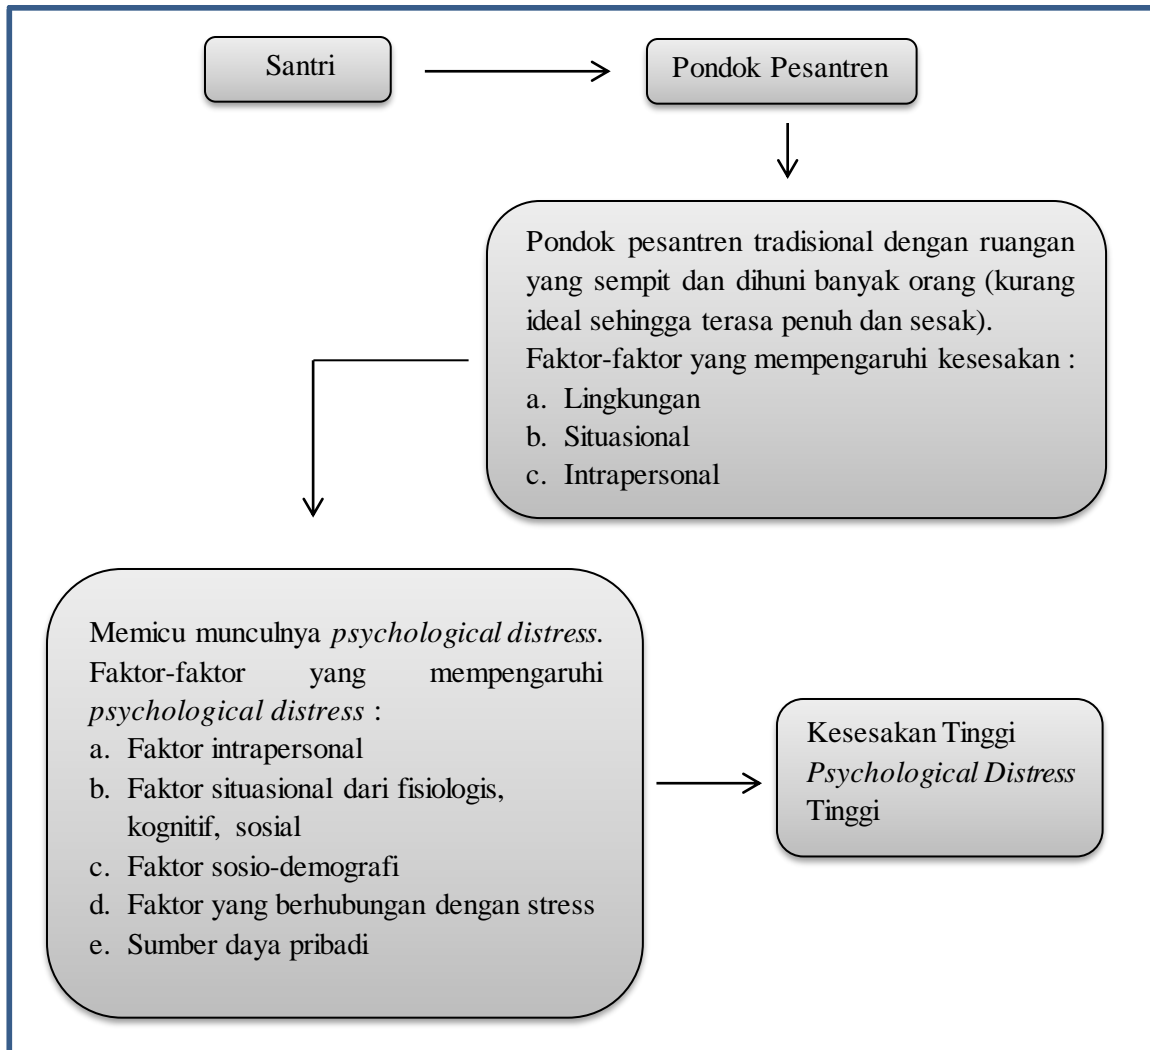 Santri
Pondok Pesantren
Pondok pesantren tradisional dengan ruangan
yang sempit dan dihuni banyak orang (kurang
ideal sehingga terasa penuh dan sesak).
Faktor-faktor yang mempengaruhi kesesakan :
a. Lingkungan
b. Situasional
c. Intrapersonal
Memicu munculnya psychological distress.
Faktor-faktor yang mempengaruhi
psychological distress :
a. Faktor intrapersonal
b. Faktor situasional dari fisiologis,
kognitif, sosial
c. Faktor sosio-demografi
d. Faktor yang berhubungan dengan stress
e. Sumber daya pribadi
Kesesakan Tinggi
Psychological Distress
Tinggi